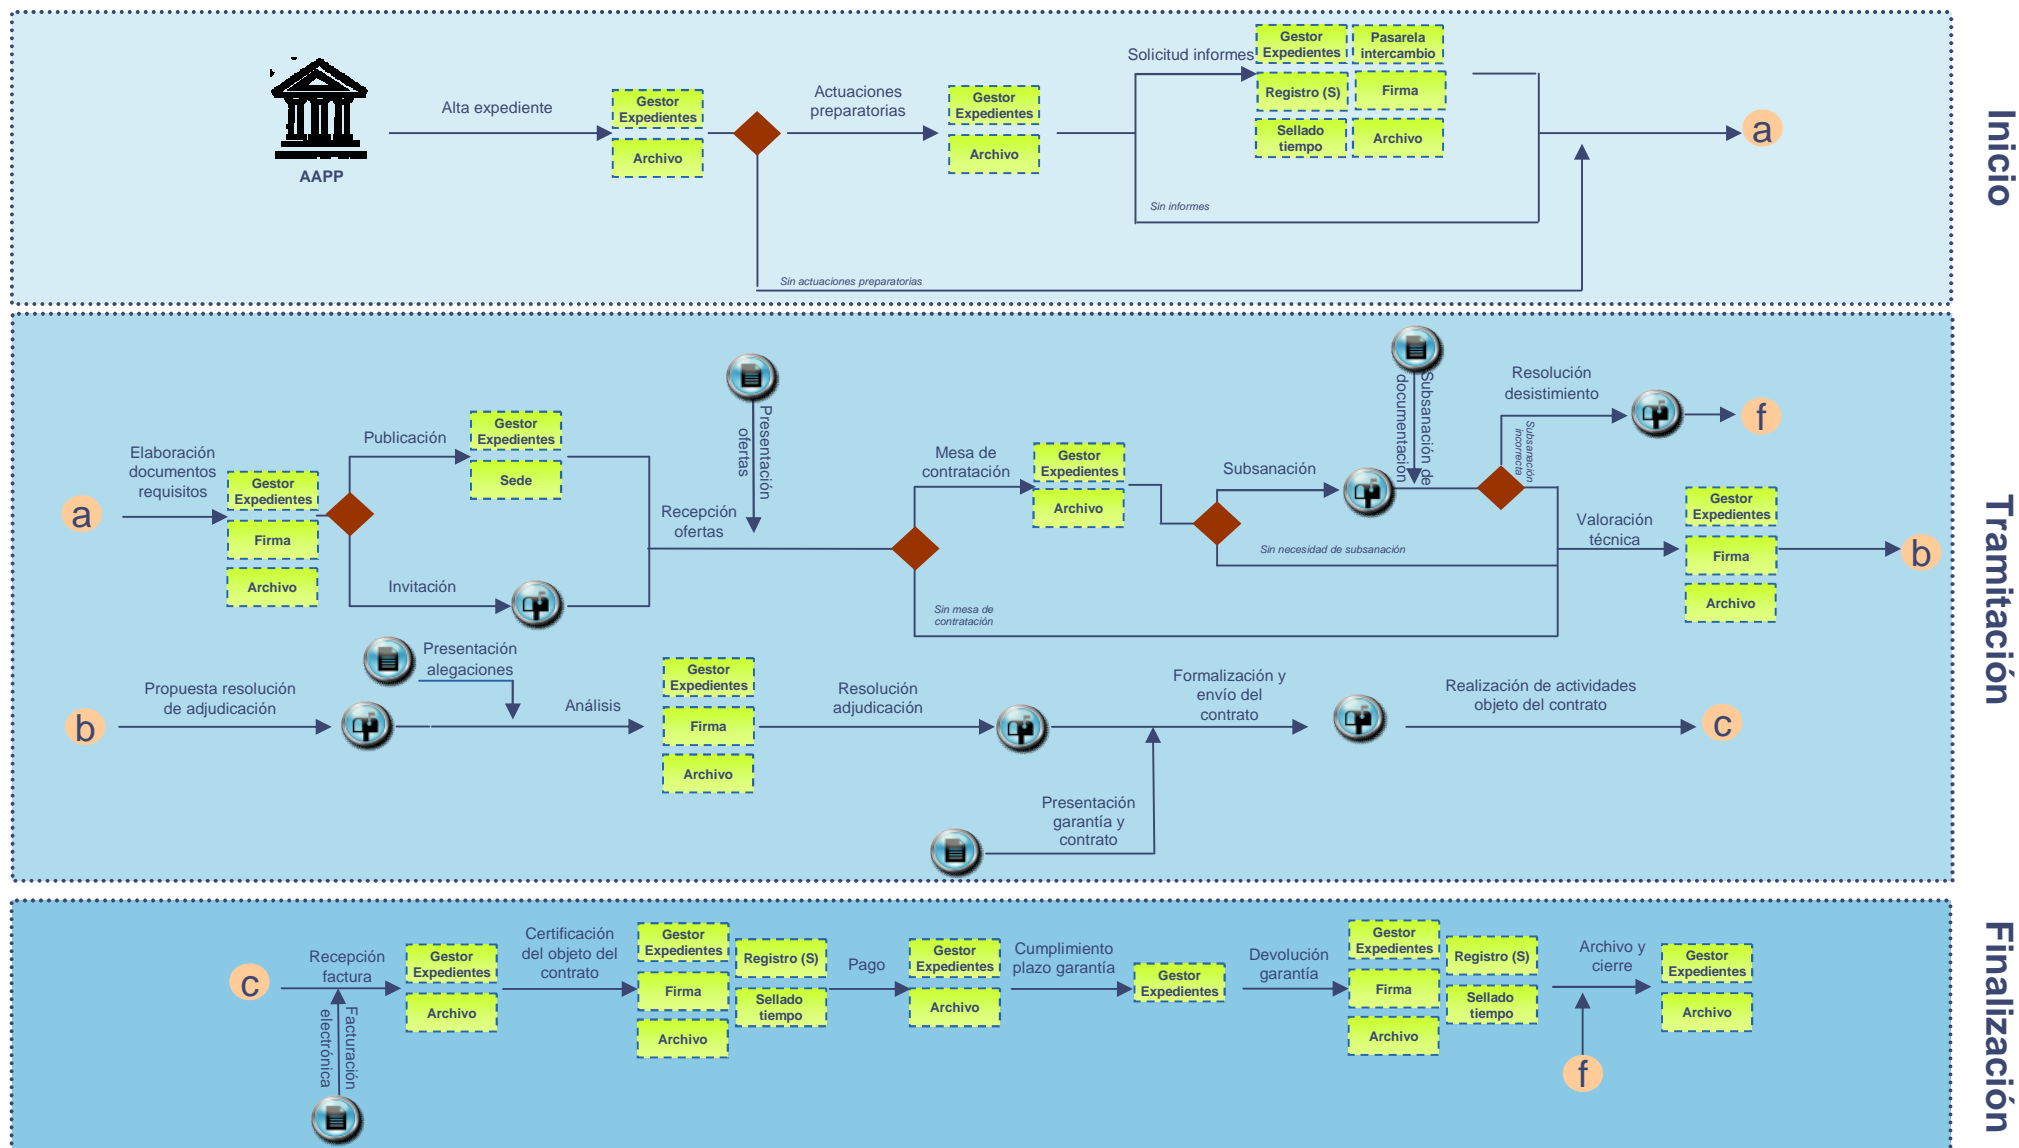 Inicio
AAPP
Alta expediente
Gestor
Expedientes
Archivo
Actuaciones
preparatorias
Gestor
Expedientes
Archivo
Solicitud informes
Gestor
Expedientes
Pasarela
intercambio
Registro (S)
Firma
Sellado
tiempo
Archivo
Sin informes
Sin actuaciones preparatorias
a
Tramitación
a
Elaboración
documentos
requisitos
Gestor
Expedientes
Firma
Archivo
Publicación
Gestor
Expedientes
Sede
Invitación
Presentación
ofertas
Recepción
ofertas
Mesa de
contratación
Gestor
Expedientes
Archivo
Sin mesa de
contratación
Subsanación
Sin necesidad de subsanación
Subsanación de
documentación
Subsanación
incorrecta
Resolución
desistimiento
f
Valoración
técnica
Gestor
Expedientes
Firma
Archivo
b
b
Propuesta resolución
de adjudicación
Presentación
alegaciones
Análisis
Gestor
Expedientes
Firma
Archivo
Resolución
adjudicación
Presentación
garantía y
contrato
Formalización y
envío del
contrato
Realización de actividades
objeto del contrato
c
Finalización
c
Recepción
factura
Facturación
electrónica
Gestor
Expedientes
Archivo
Certificación
del objeto del
contrato
Gestor
Expedientes
Firma
Archivo
Registro (S)
Sellado
tiempo
Pago
Gestor
Expedientes
Archivo
Cumplimiento
plazo garantía
Gestor
Expedientes
Devolución
garantía
Gestor
Expedientes
Firma
Archivo
Registro (S)
Sellado
tiempo
Archivo y
cierre
f
Gestor
Expedientes
Archivo